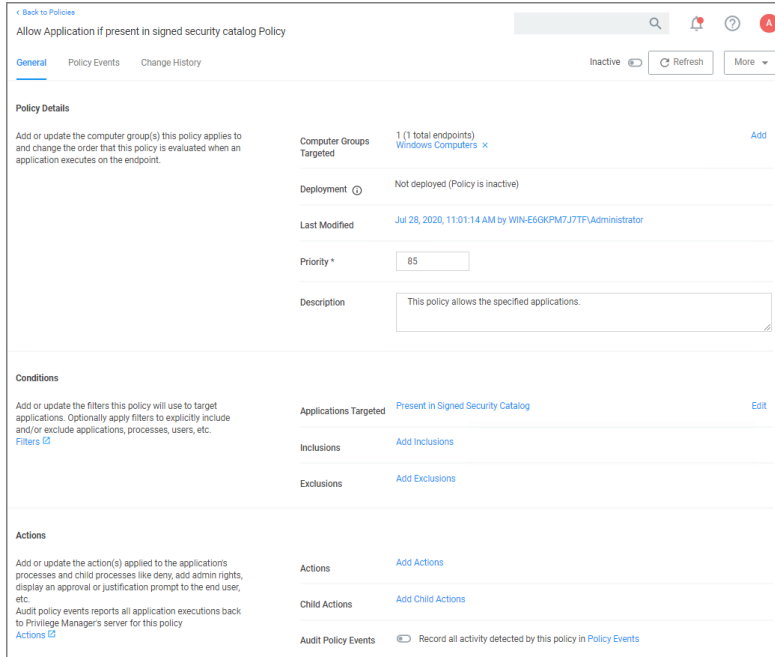 Back to Policies
Allow Application if present in signed security catalog Policy
A
General Policy Events Change History
Inactive Refresh More
Policy Details
Add or update the computer group(s) this policy applies to
and change the order that this policy is evaluated when an
application executes on the endpoint.
Computer Groups
Targeted
1 (1 total endpoints)
Windows Computers ×
Add
Deployment
Not deployed (Policy is inactive)
Last Modified
Jul 28, 2020, 11:01:14 AM by WIN-E6GKPM7J7TF\Administrator
Priority *
85
Description
This policy allows the specified applications.
Conditions
Add or update the filters this policy will use to target
applications. Optionally apply filters to explicitly include
and/or exclude applications, processes, users, etc.
Filters
Applications Targeted
Present in Signed Security Catalog
Edit
Inclusions
Add Inclusions
Exclusions
Add Exclusions
Actions
Add or update the action(s) applied to the application's
processes and child processes like deny, add admin rights,
display an approval or justification prompt to the end user,
etc.
Audit policy events reports all application executions back
to Privilege Manager's server for this policy
Actions
Actions
Add Actions
Child Actions
Add Child Actions
Audit Policy Events
Record all activity detected by this policy in Policy Events